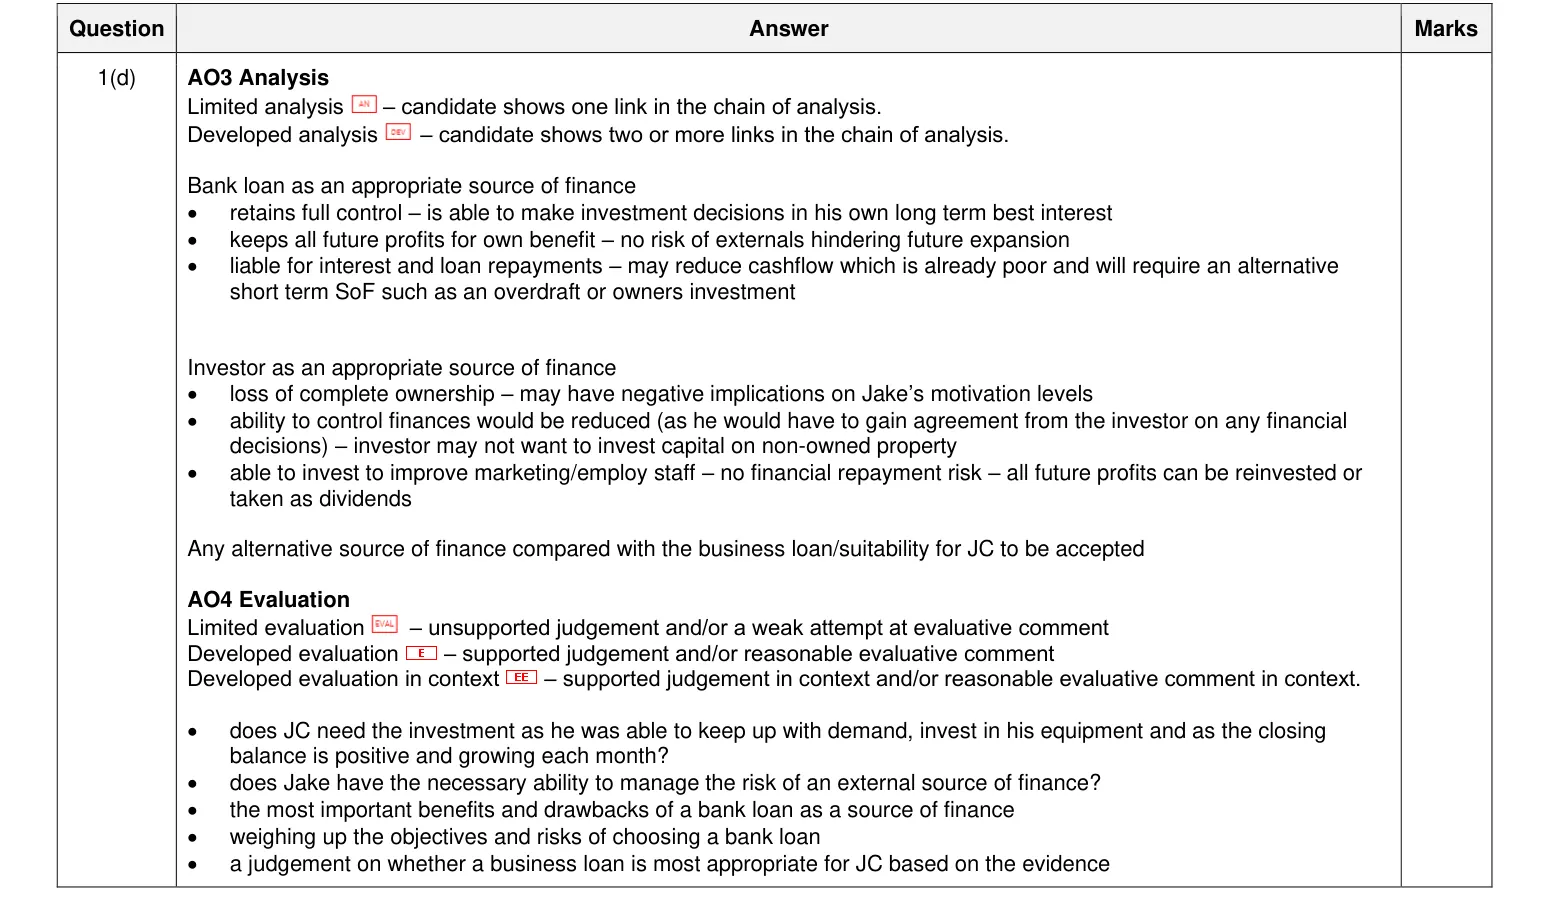 Question Answer Marks
1(d) AO3 Analysis
Limited analysis AN – candidate shows one link in the chain of analysis.
Developed analysis DEV – candidate shows two or more links in the chain of analysis.
Bank loan as an appropriate source of finance
• retains full control – is able to make investment decisions in his own long term best interest
• keeps all future profits for own benefit – no risk of externals hindering future expansion
• liable for interest and loan repayments – may reduce cashflow which is already poor and will require an alternative
short term SoF such as an overdraft or owners investment
Investor as an appropriate source of finance
• loss of complete ownership – may have negative implications on Jake’s motivation levels
• ability to control finances would be reduced (as he would have to gain agreement from the investor on any financial
decisions) – investor may not want to invest capital on non-owned property
• able to invest to improve marketing/employ staff – no financial repayment risk – all future profits can be reinvested or
taken as dividends
Any alternative source of finance compared with the business loan/suitability for JC to be accepted
AO4 Evaluation
Limited evaluation EVAL – unsupported judgement and/or a weak attempt at evaluative comment
Developed evaluation E – supported judgement and/or reasonable evaluative comment
Developed evaluation in context EE – supported judgement in context and/or reasonable evaluative comment in context.
• does JC need the investment as he was able to keep up with demand, invest in his equipment and as the closing
balance is positive and growing each month?
• does Jake have the necessary ability to manage the risk of an external source of finance?
• the most important benefits and drawbacks of a bank loan as a source of finance
• weighing up the objectives and risks of choosing a bank loan
• a judgement on whether a business loan is most appropriate for JC based on the evidence